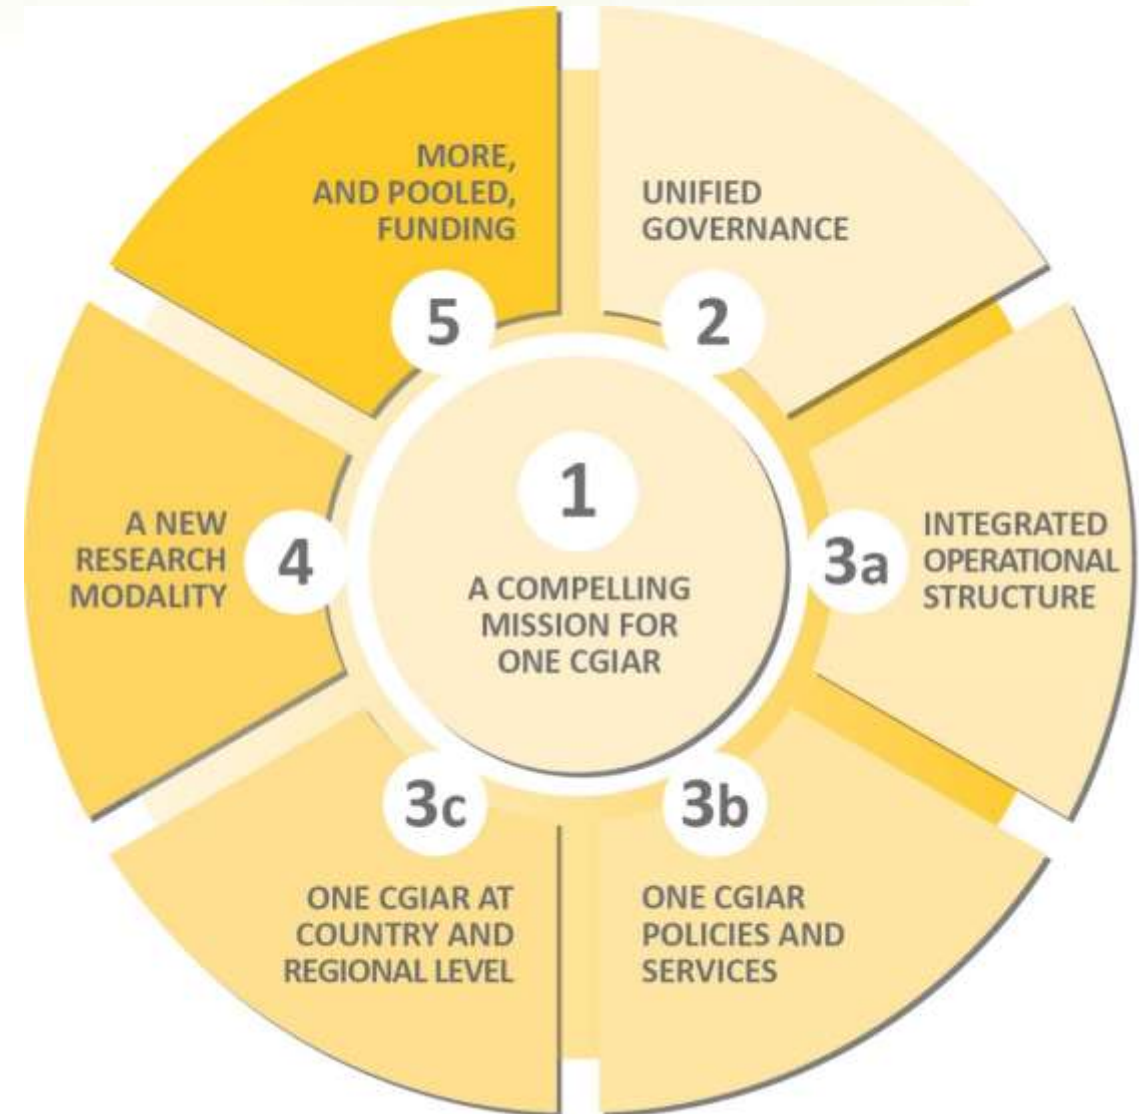 1
A COMPELLING
MISSION FOR
ONE CGIAR
2
UNIFIED
GOVERNANCE
3a
INTEGRATED
OPERATIONAL
STRUCTURE
3b
ONE CGIAR
POLICIES AND
SERVICES
3c
ONE CGIAR AT
COUNTRY AND
REGIONAL LEVEL
4
A NEW
RESEARCH
MODALITY
5
MORE,
AND POOLED,
FUNDING